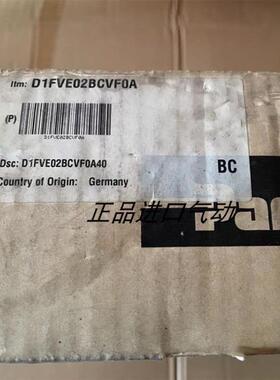 Itm: D1FVE02BCVF0A
(P)
D1FVE02BCVF0A
Dsc: D1FVE02BCVF0A40
BC
Country of Origin: Germany
正品进口气动